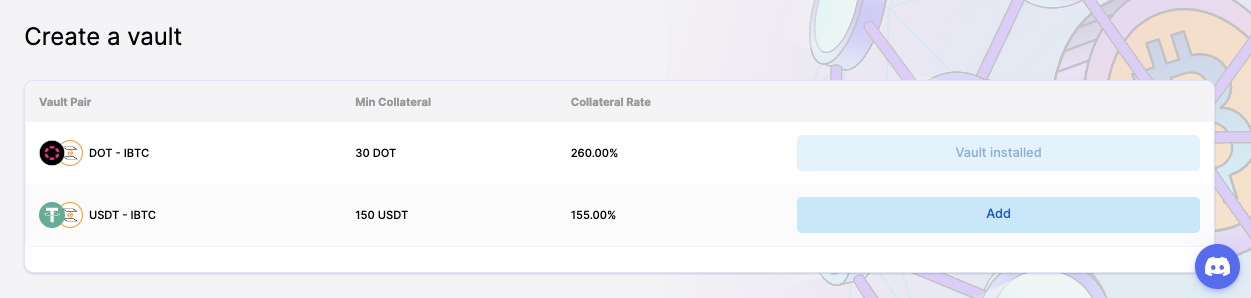 Create a vault
Vault Pair Min Collateral Collateral Rate
DOT - IBTC 30 DOT 260.00% Vault installed
USDT - IBTC 150 USDT 155.00% Add